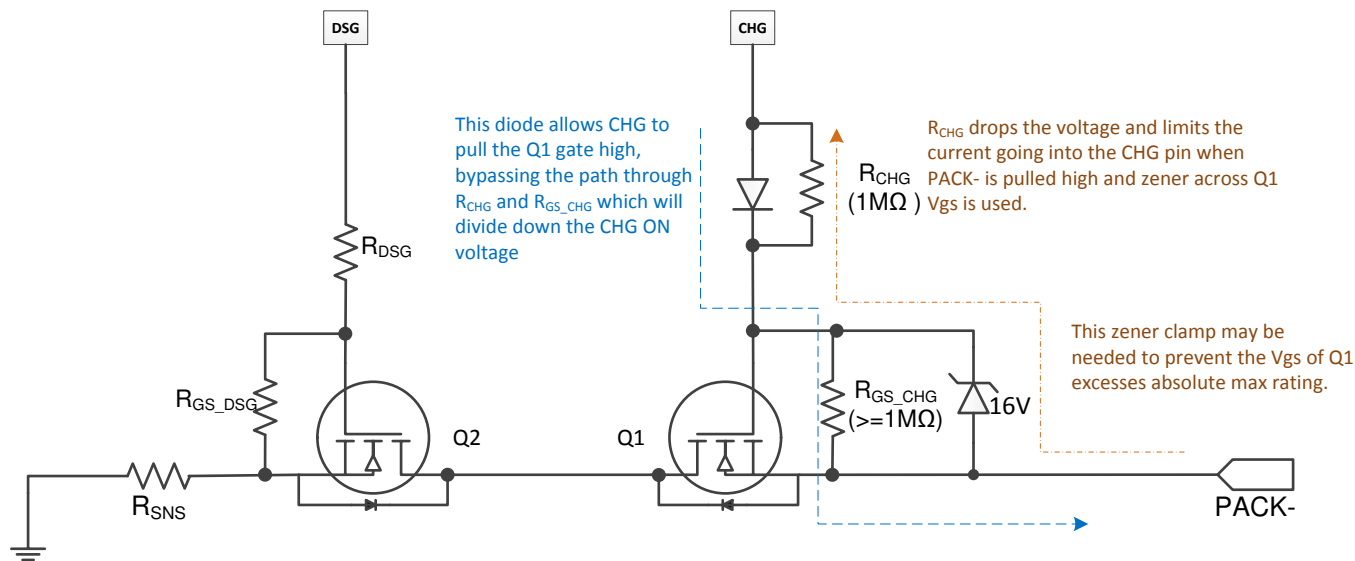 DSG
CHG
This diode allows CHG to
pull the Q1 gate high,
bypassing the path through
RCHG and RGS_CHG which will
divide down the CHG ON
voltage
RCHG
(1MΩ )
RCHG drops the voltage and limits the
current going into the CHG pin when
PACK- is pulled high and zener across Q1
Vgs is used.
RDSG
This zener clamp may be
needed to prevent the Vgs of Q1
excesses absolute max rating.
RGS_DSG
RGS_CHG
(>=1MΩ)
16V
Q2
Q1
RSNS
PACK-